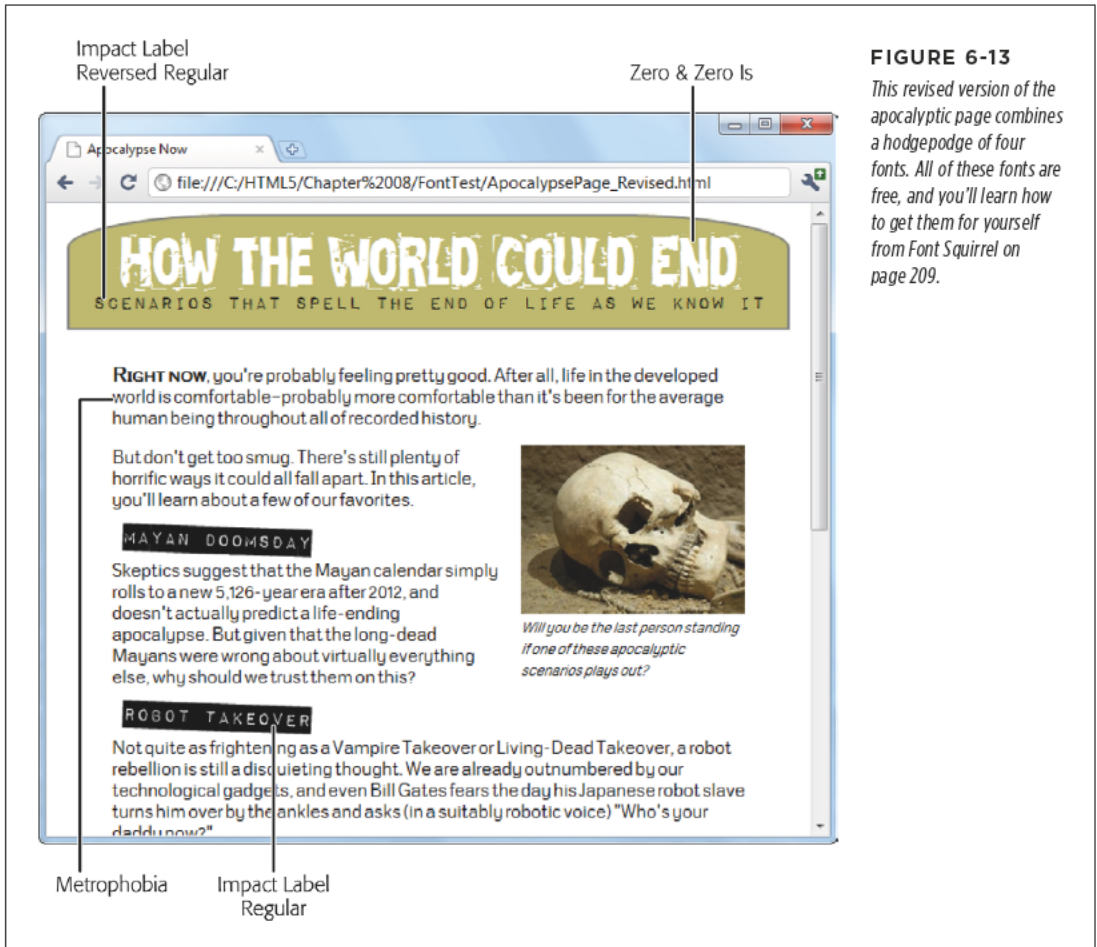 Impact Label
Reversed Regular
Zero & Zero Is
FIGURE 6-13
This revised version of the
apocalyptic page combines
a hodgepodge of four
fonts. All of these fonts are
free, and you'll learn how
to get them for yourself
from Font Squirrel on
page 209.
Apocalypse Now
file:///C:/HTML5/Chapter%2008/FontTest/ApocalypsePage_Revised.html
HOW THE WORLD COULD END
SCENARIOS THAT SPELL THE END OF LIFE AS WE KNOW IT
RIGHT NOW, you're probably feeling pretty good. After all, life in the developed
world is comfortable–probably more comfortable than it's been for the average
human being throughout all of recorded history.
But don't get too smug. There's still plenty of
horrific ways it could all fall apart. In this article,
you'll learn about a few of our favorites.
MAYAN DOOMSDAY
Skeptics suggest that the Mayan calendar simply
rolls to a new 5,126-year era after 2012, and
doesn't actually predict a life-ending
apocalypse. But given that the long-dead
Mayans were wrong about virtually everything
else, why should we trust them on this?
Will you be the last person standing
if one of these apocalyptic
scenarios plays out?
ROBOT TAKEOVER
Not quite as frightening as a Vampire Takeover or Living-Dead Takeover, a robot
rebellion is still a disquieting thought. We are already outnumbered by our
technological gadgets, and even Bill Gates fears the day his Japanese robot slave
turns him over by the ankles and asks (in a suitably robotic voice) "Who's your
daddy now?"
Metrophobia
Impact Label
Regular